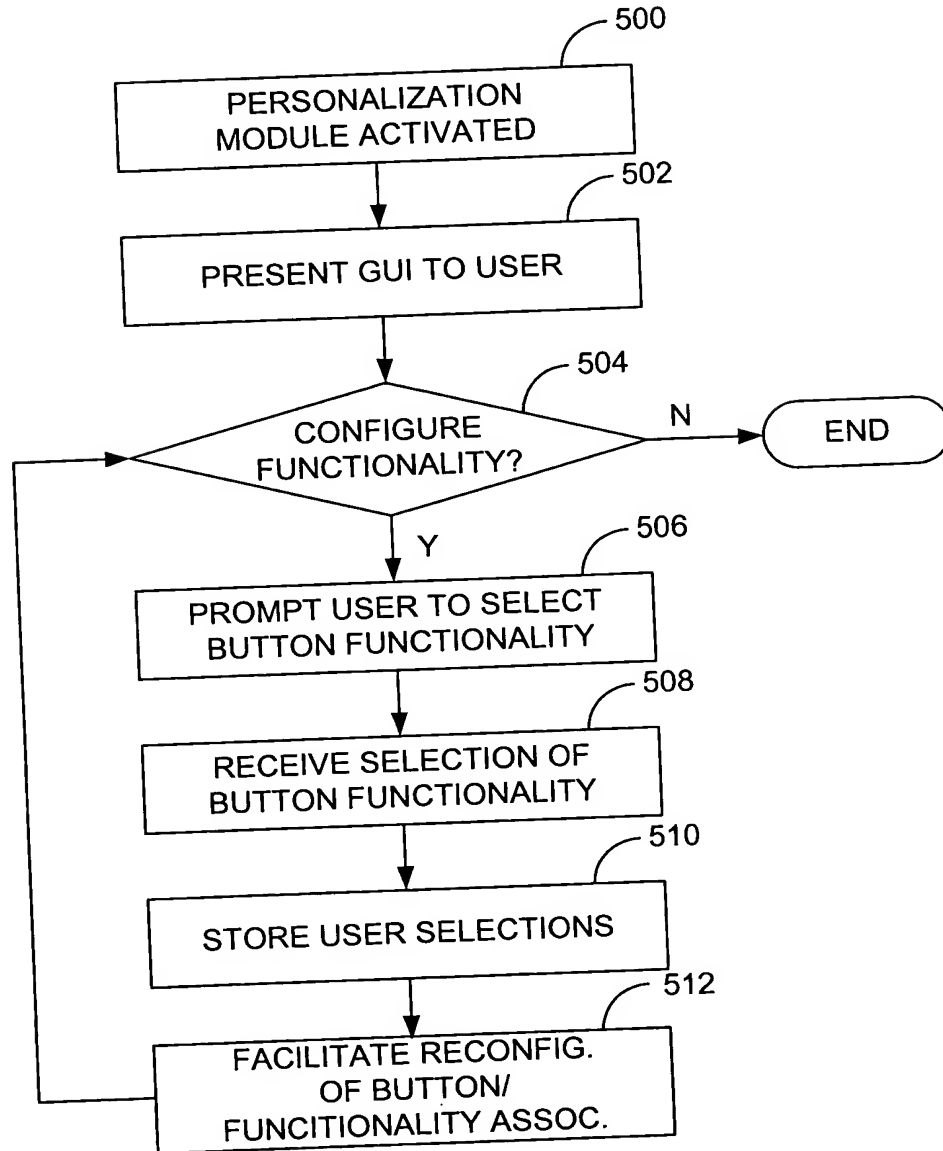 500
PERSONALIZATION
MODULE ACTIVATED
502
PRESENT GUI TO USER
504
CONFIGURE
FUNCTIONALITY?
N
END
Y
506
PROMPT USER TO SELECT
BUTTON FUNCTIONALITY
508
RECEIVE SELECTION OF
BUTTON FUNCTIONALITY
510
STORE USER SELECTIONS
512
FACILITATE RECONFIG.
OF BUTTON/
FUNCITIONALITY ASSOC.